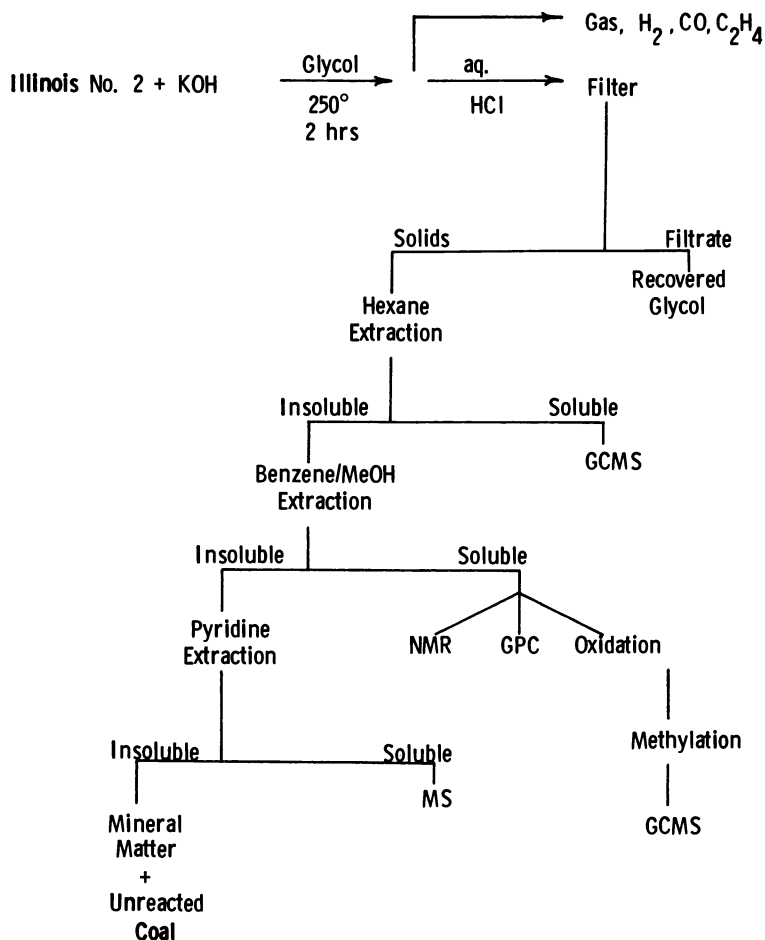 Gas, H2, CO, C2H4
Illinois No. 2 + KOH
Glycol
250°
2 hrs
aq.
HCl
Filter
Solids
Filtrate
Recovered
Glycol
Hexane
Extraction
Insoluble
Soluble
GCMS
Benzene/MeOH
Extraction
Insoluble
Soluble
Pyridine
Extraction
NMR
GPC
Oxidation
Methylation
Insoluble
Soluble
MS
GCMS
Mineral
Matter
+
Unreacted
Coal